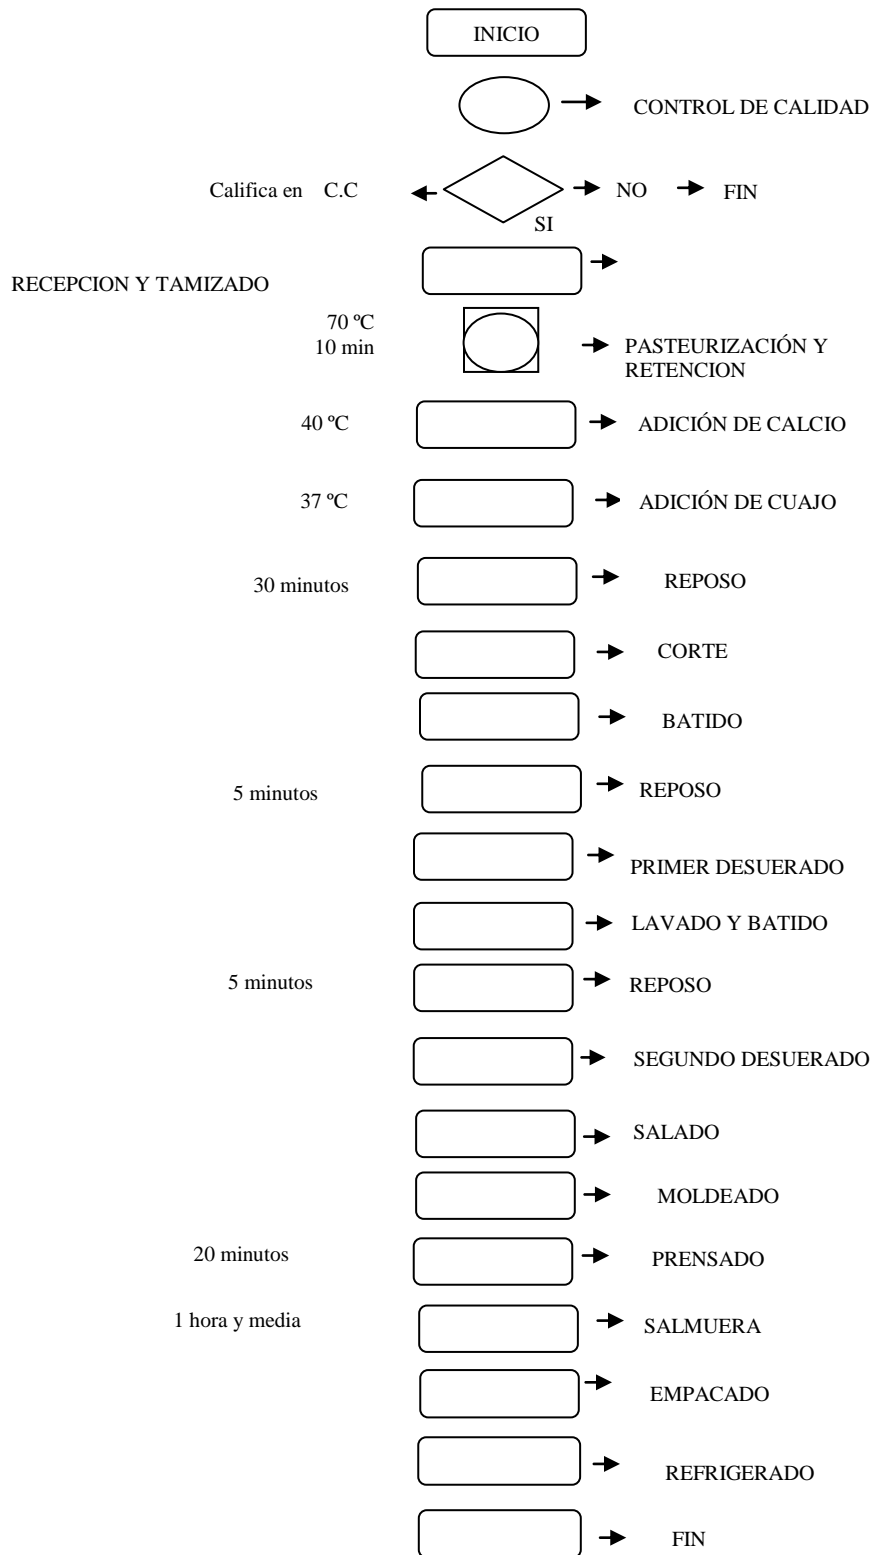 INICIO
CONTROL DE CALIDAD
Califica en C.C
NO
FIN
SI
RECEPCION Y TAMIZADO
70 ºC
10 min
PASTEURIZACIÓN Y
RETENCION
40 ºC
ADICIÓN DE CALCIO
37 ºC
ADICIÓN DE CUAJO
30 minutos
REPOSO
CORTE
BATIDO
5 minutos
REPOSO
PRIMER DESUERADO
LAVADO Y BATIDO
5 minutos
REPOSO
SEGUNDO DESUERADO
SALADO
MOLDEADO
20 minutos
PRENSADO
1 hora y media
SALMUERA
EMPACADO
REFRIGERADO
FIN